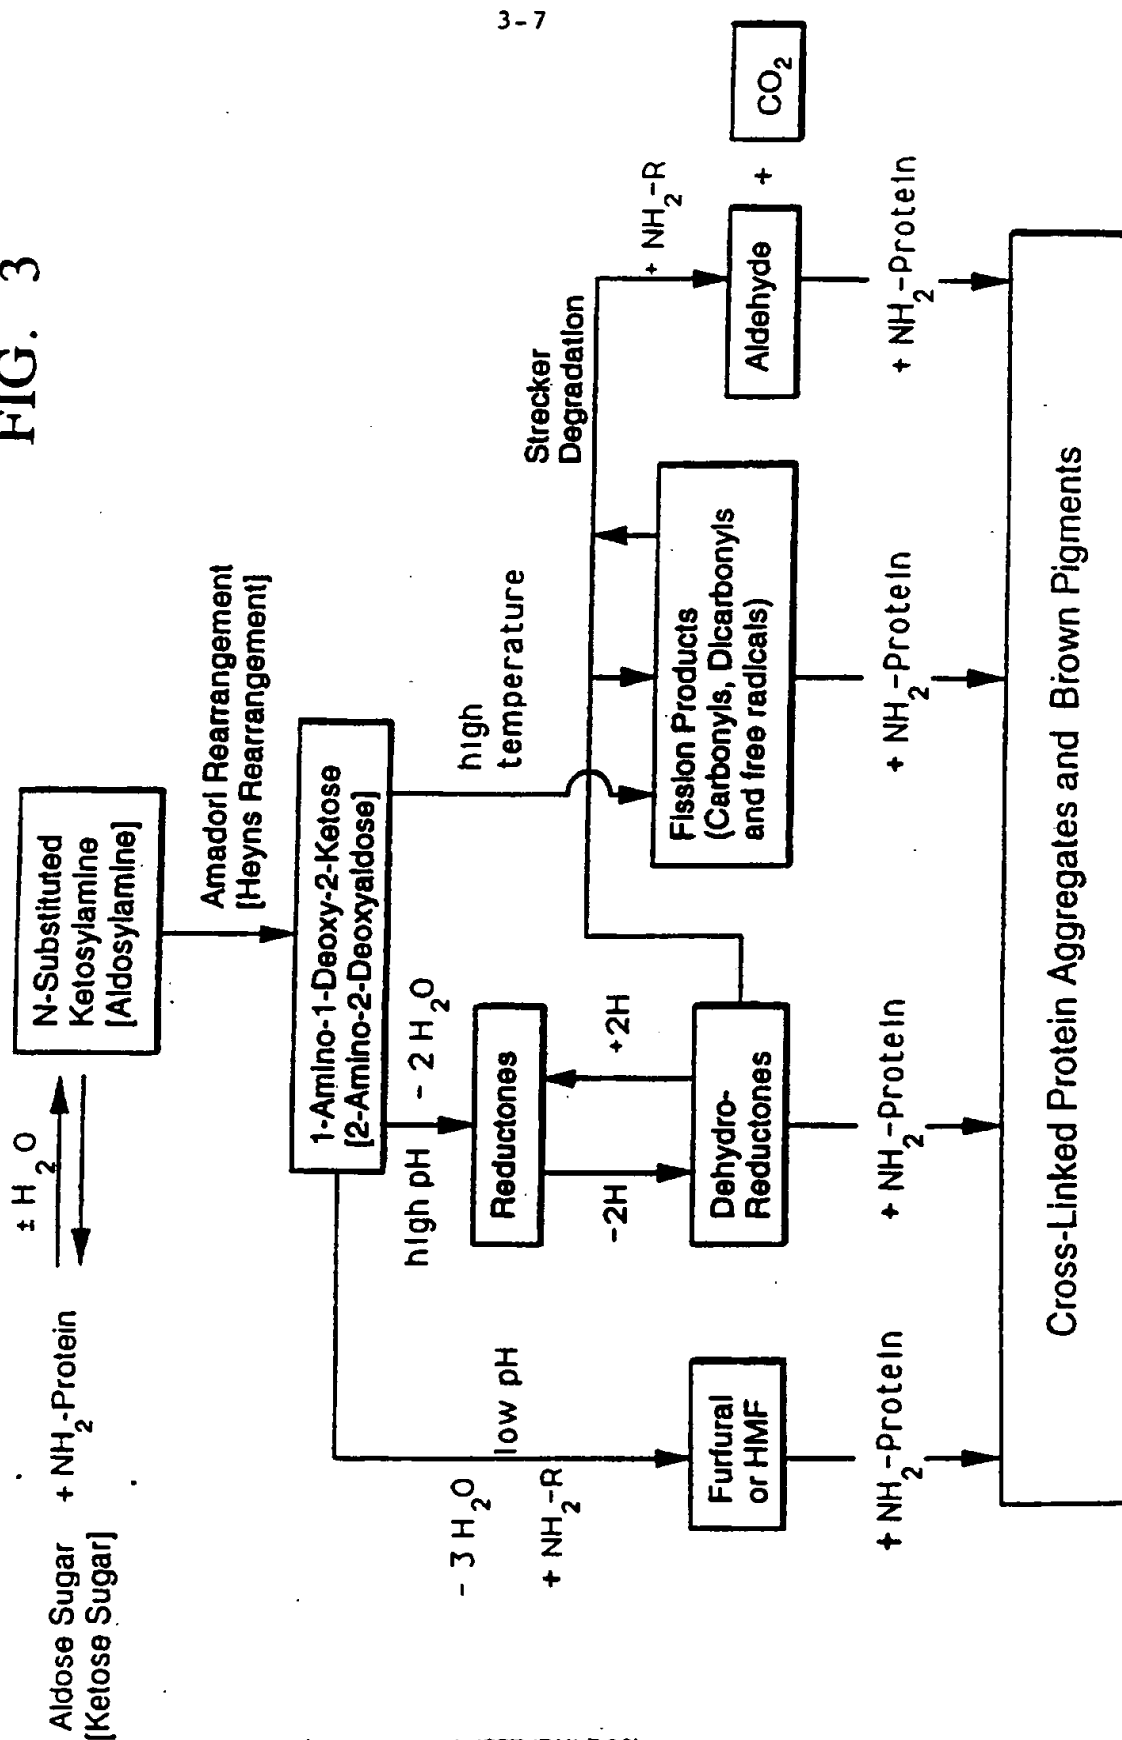 3-7
FIG. 3
Aldose Sugar
[Ketose Sugar]
+ NH2-Protein
± H2O
N-Substituted
Ketosylamine
[Aldosylamine]
Amadori Rearrangement
[Heyns Rearrangement]
1-Amino-1-Deoxy-2-Ketose
[2-Amino-2-Deoxyaldose]
- 3 H2O
+ NH2-R
low pH
high pH
- 2 H2O
high
temperature
Reductones
-2H
+2H
Strecker
Degradation
+ NH2-R
Furfural
or HMF
Dehydro-
Reductones
Fission Products
(Carbonyls, Dicarbonyls
and free radicals)
Aldehyde
+
CO2
+ NH2-Protein
+ NH2-Protein
+ NH2-Protein
+ NH2-Protein
Cross-Linked Protein Aggregates and Brown Pigments